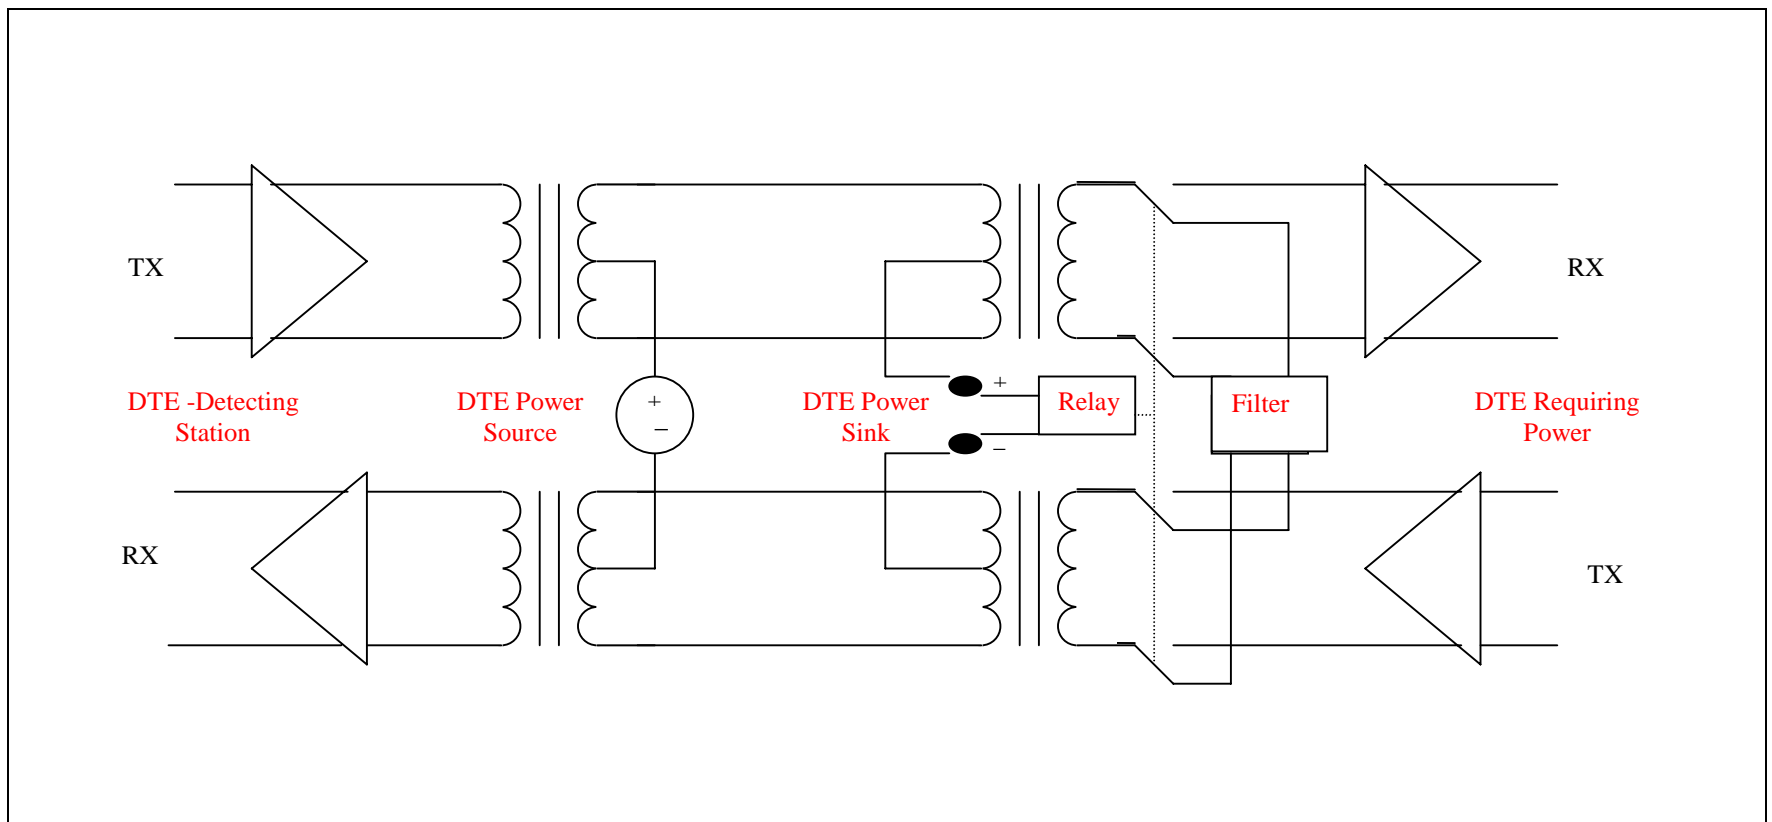 TX
RX
DTE -Detecting
Station
DTE Power
Source
+
–
DTE Power
Sink
+
–
Relay
Filter
DTE Requiring
Power
RX
TX